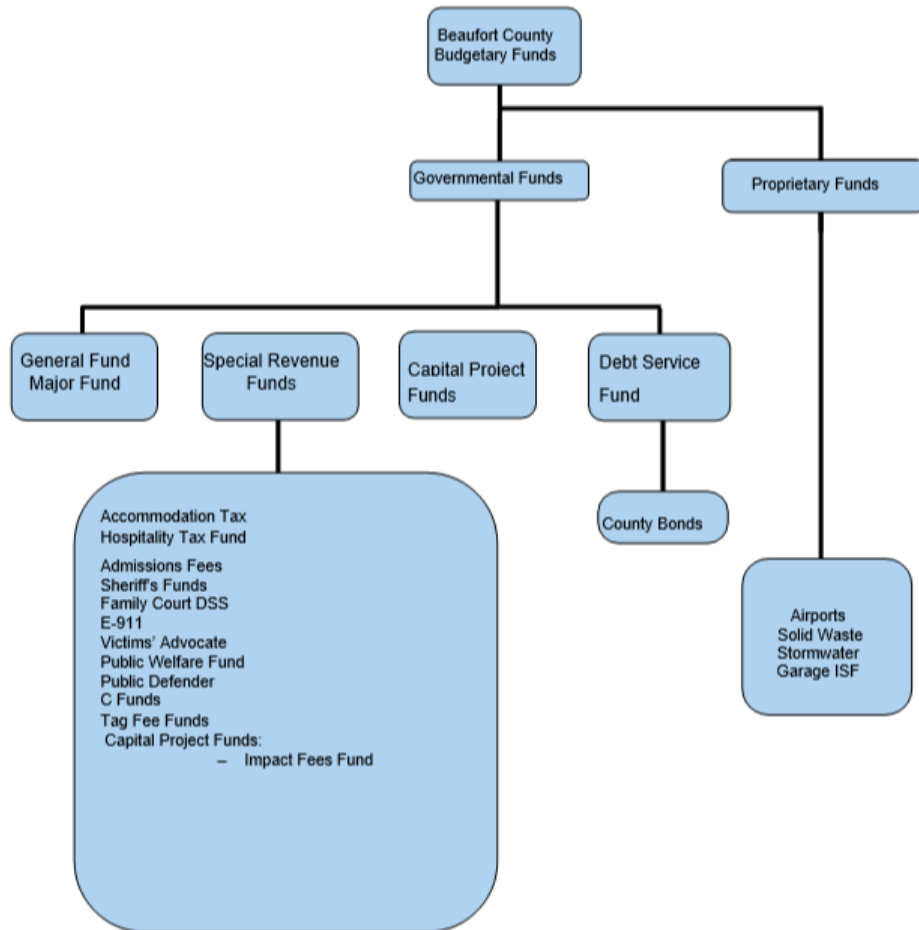 Beaufort County
Budgetary Funds
Governmental Funds
Proprietary Funds
General Fund
Major Fund
Special Revenue
Funds
Capital Project
Funds
Debt Service
Fund
County Bonds
Accommodation Tax
Hospitality Tax Fund
Admissions Fees
Sheriff's Funds
Family Court DSS
E-911
Victims’ Advocate
Public Welfare Fund
Public Defender
C Funds
Tag Fee Funds
Capital Project Funds:
– Impact Fees Fund
Airports
Solid Waste
Stormwater
Garage ISF